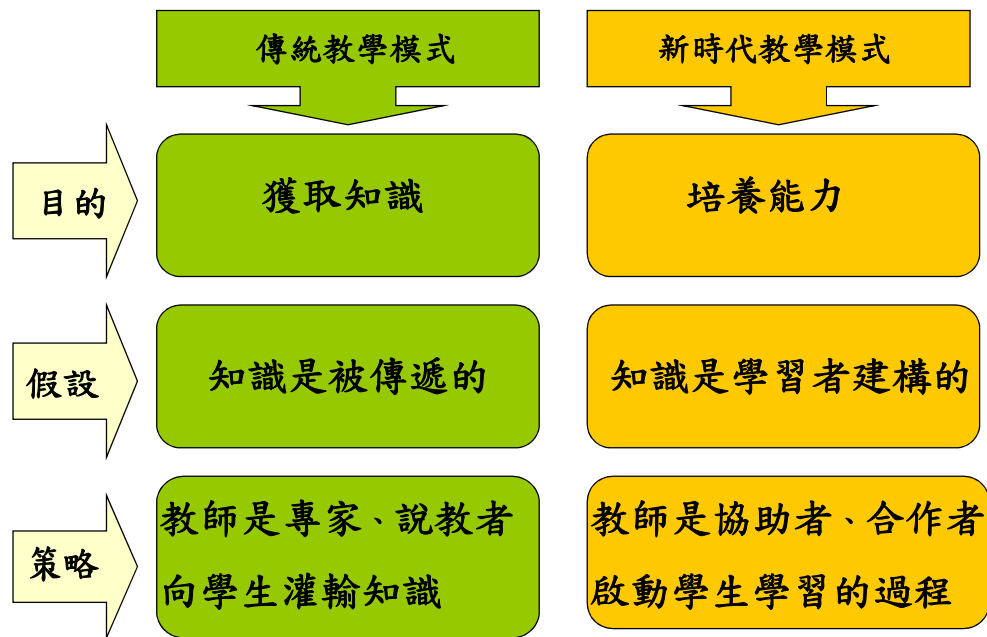 傳統教學模式
新時代教學模式
目的
獲取知識
培養能力
假設
知識是被傳遞的
知識是學習者建構的
策略
教師是專家、說教者
向學生灌輸知識
教師是協助者、合作者
啟動學生學習的過程